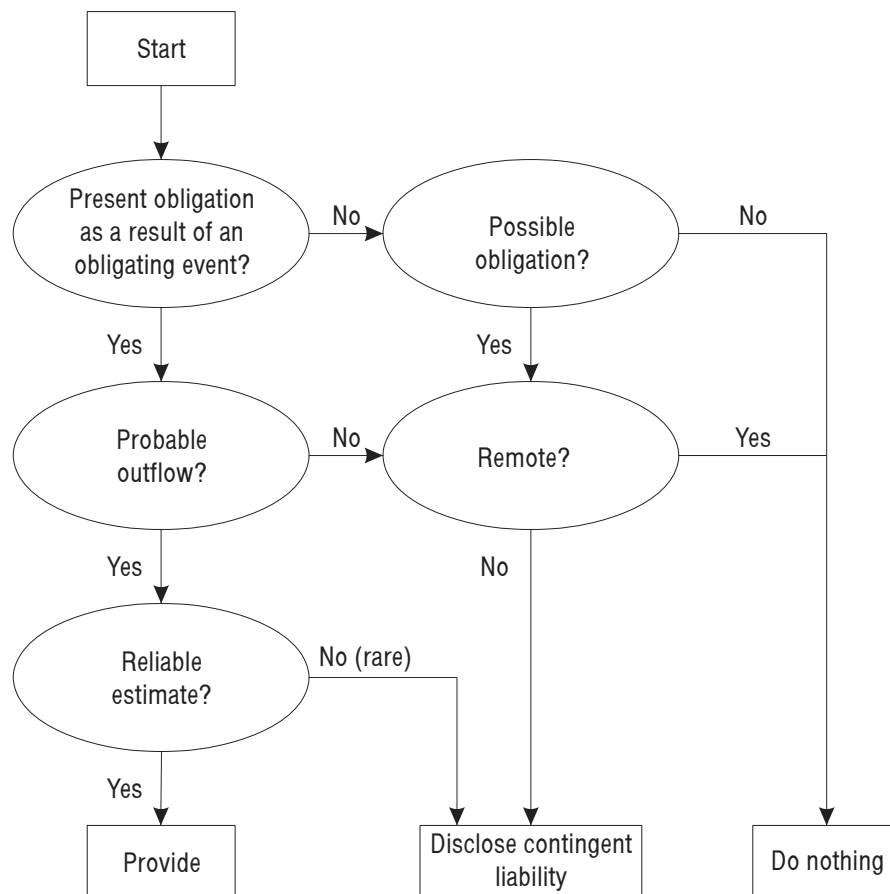 Start
Present obligation
as a result of an
obligating event?
No
Possible
obligation?
No
Yes
Yes
Probable
outflow?
No
Remote?
Yes
Yes
No
Reliable
estimate?
No (rare)
Yes
Provide
Disclose contingent
liability
Do nothing